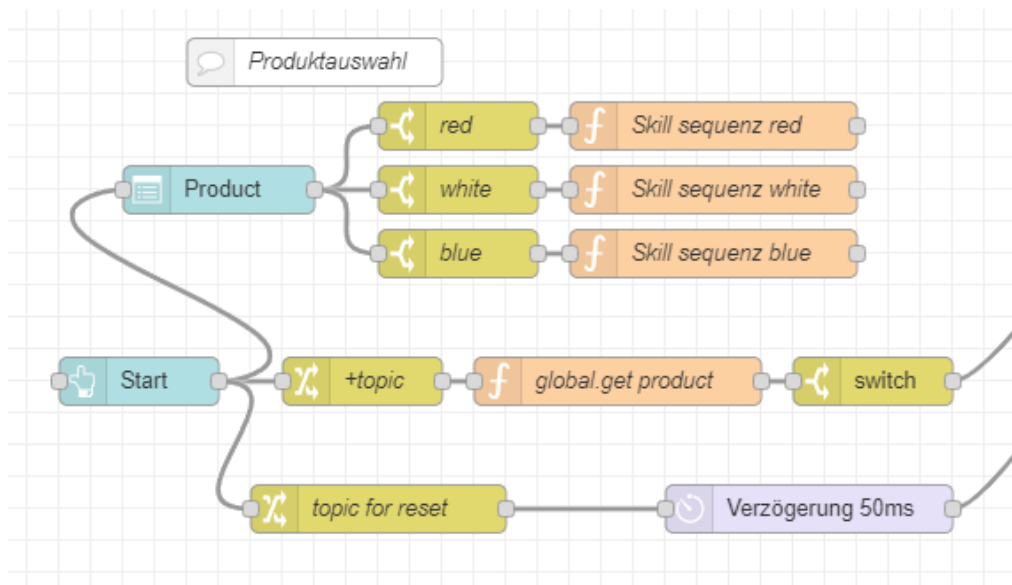 Produktauswahl
red
Skill sequenz red
Product
white
Skill sequenz white
blue
Skill sequenz blue
Start
+topic
global.get product
switch
topic for reset
Verzögerung 50ms